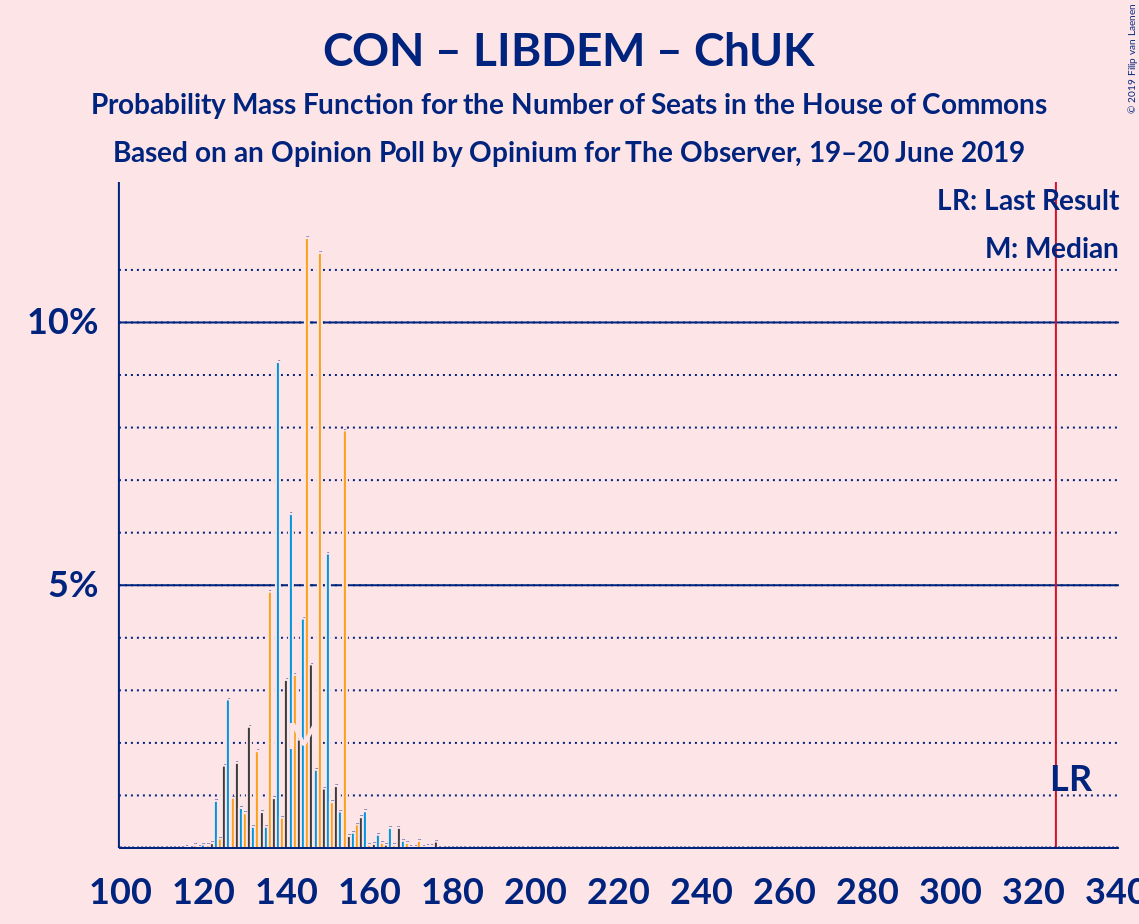 CON – LIBDEM – ChUK
Probability Mass Function for the Number of Seats in the House of Commons
Based on an Opinion Poll by Opinium for The Observer, 19–20 June 2019
© 2019 Filip van Laenen
LR: Last Result
M: Median
10%
5%
LR
100 120 140 160 180 200 220 240 260 280 300 320 340